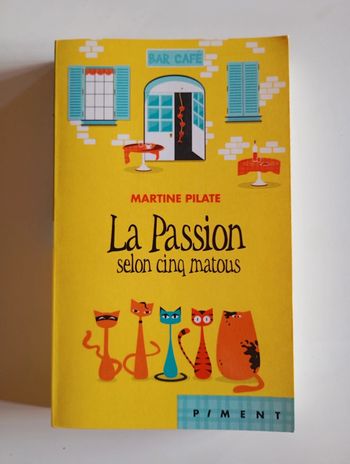 BAR CAFÉ
MARTINE PILATE
La Passion
selon cinq matous
PIMENT